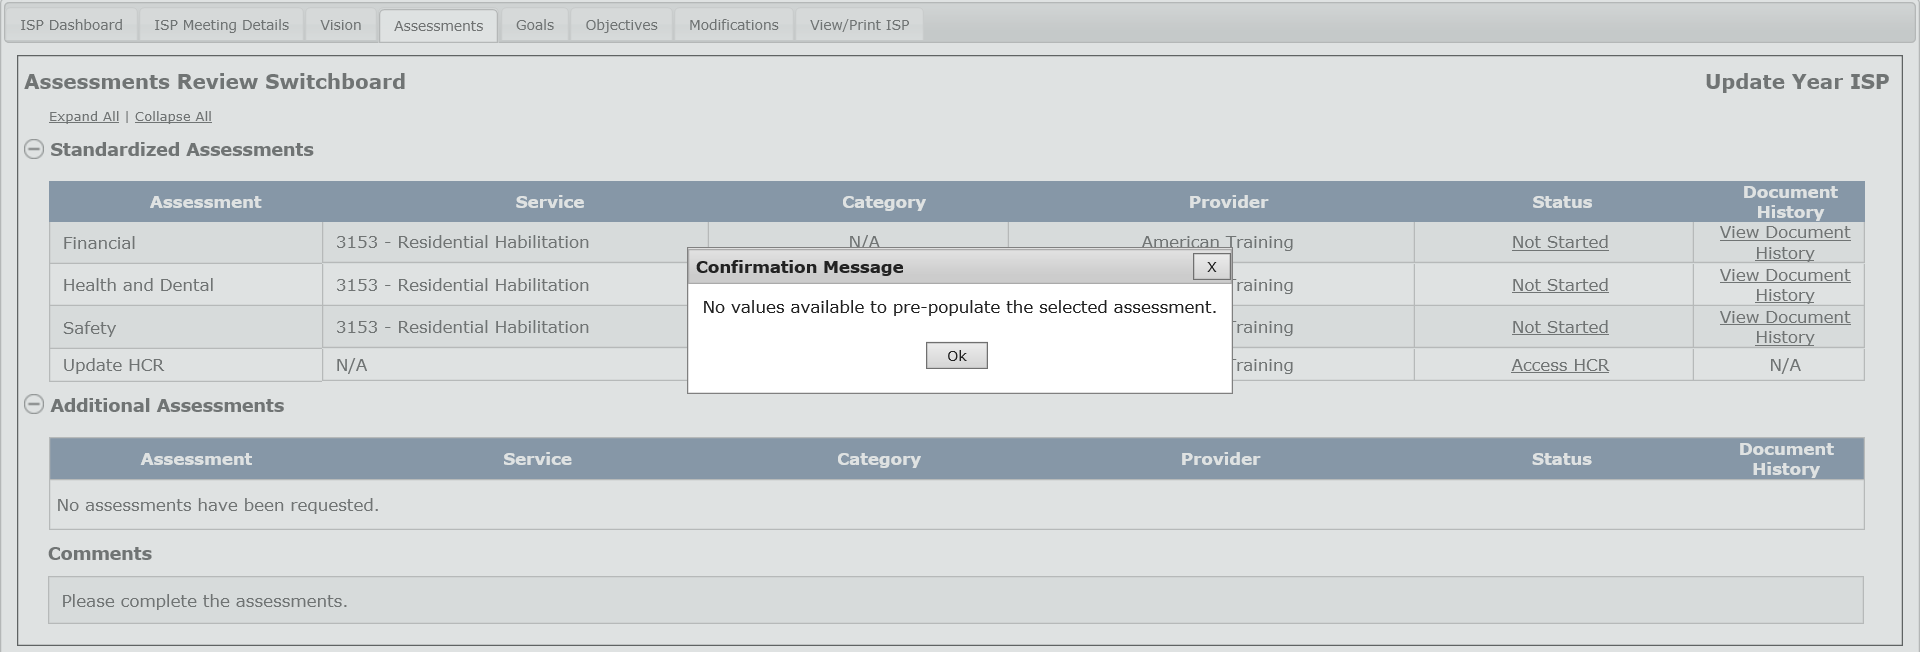 ISP Dashboard ISP Meeting Details Vision Assessments Goals Objectives Modifications View/Print ISP
Assessments Review Switchboard Update Year ISP
Expand All | Collapse All
Standardized Assessments
Assessment Service Category Provider Status Document History
Financial 3153 - Residential Habilitation N/A American Training Not Started View Document History
Health and Dental 3153 - Residential Habilitation Training Not Started View Document History
Safety 3153 - Residential Habilitation Training Not Started View Document History
Update HCR N/A Training Access HCR N/A
Confirmation Message X
No values available to pre-populate the selected assessment.
Ok
Additional Assessments
Assessment Service Category Provider Status Document History
No assessments have been requested.
Comments
Please complete the assessments.